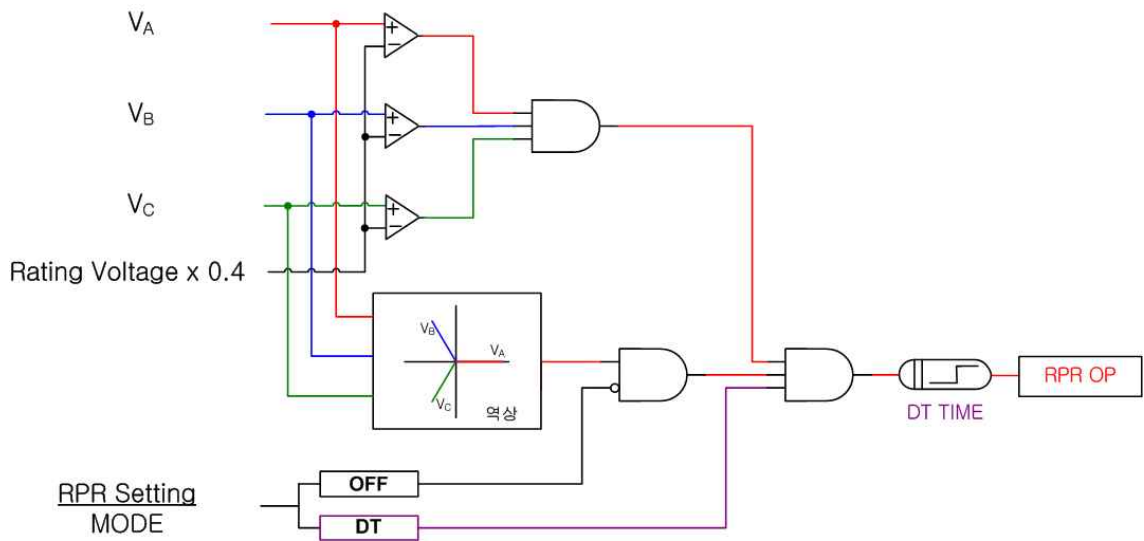 VA
+
−
VB
+
−
VC
+
−
Rating Voltage x 0.4
VB
VA
VC
역상
RPR OP
DT TIME
RPR Setting
MODE
OFF
DT